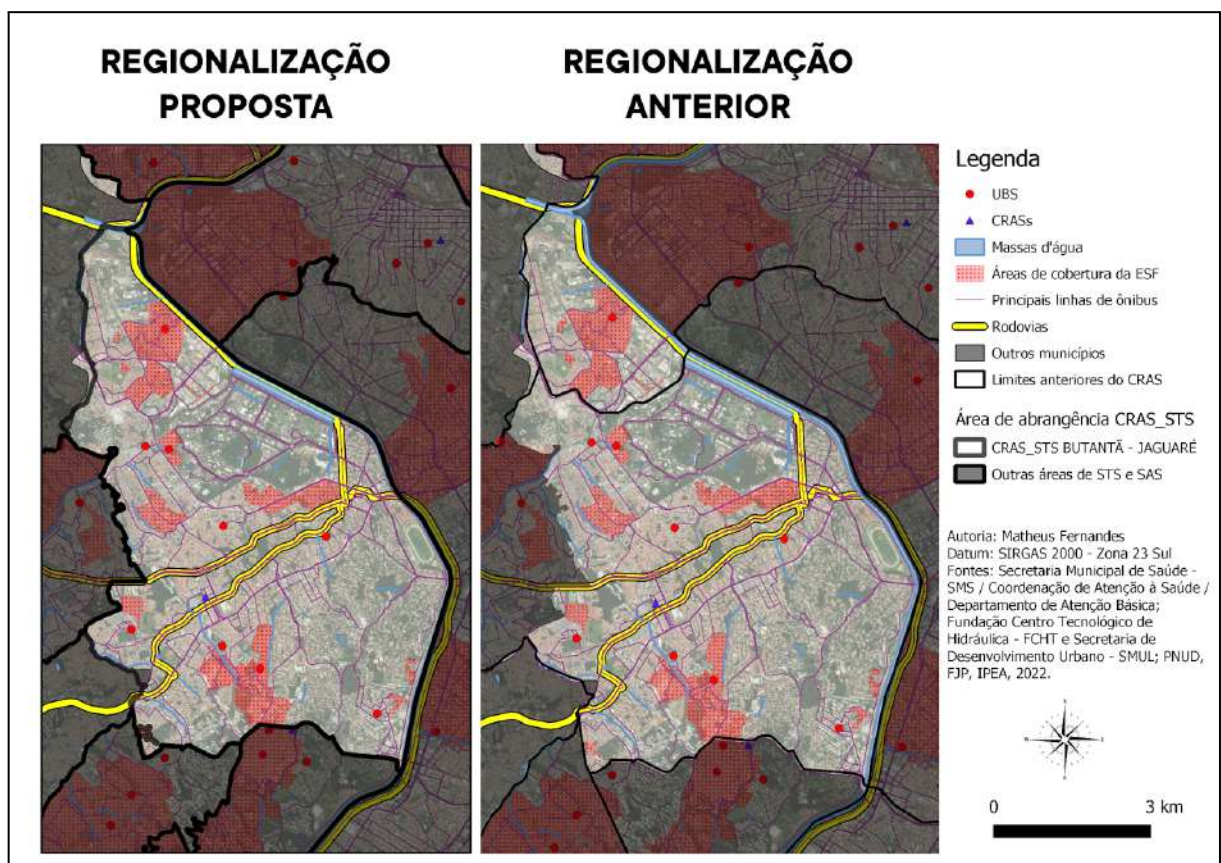 REGIONALIZAÇÃO
PROPOSTA
REGIONALIZAÇÃO
ANTERIOR
Legenda
UBS
CRASs
Massas d'água
Áreas de cobertura da ESF
Principais linhas de ônibus
Rodovias
Outros municípios
Limites anteriores do CRAS
Área de abrangência CRAS_STS
CRAS_STS BUTANTÃ - JAGUARÉ
Outras áreas de STS e SAS
Autoria: Matheus Fernandes
Datum: SIRGAS 2000 - Zona 23 Sul
Fontes: Secretaria Municipal de Saúde -
SMS / Coordenação de Atenção à Saúde /
Departamento de Atenção Básica;
Fundação Centro Tecnológico de
Hidráulica - FCHT e Secretaria de
Desenvolvimento Urbano - SMUL; PNUD,
FJP, IPEA, 2022.
0 3 km